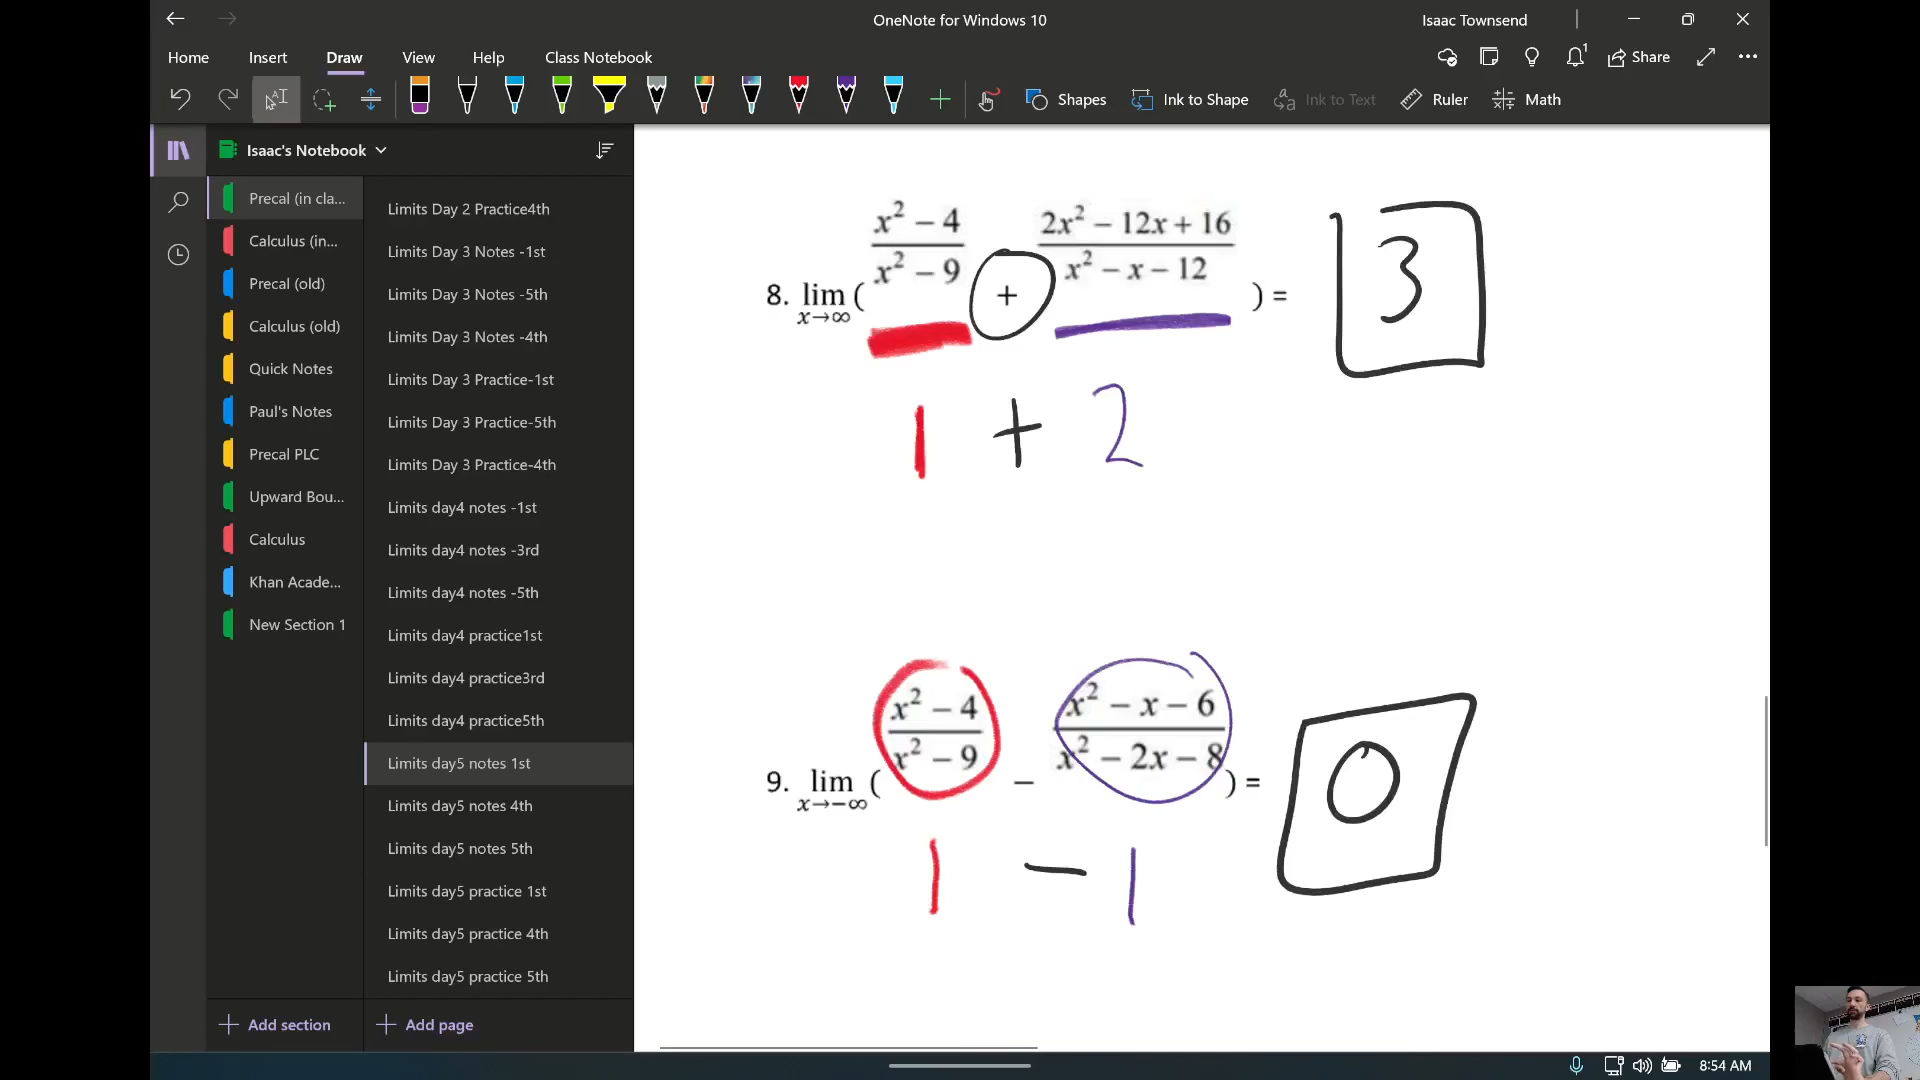 OneNote for Windows 10
Isaac Townsend
Home Insert Draw View Help Class Notebook
1 Share
Shapes Ink to Shape Ink to Text Ruler Math
Isaac's Notebook
Precal (in cla...
Calculus (in...
Precal (old)
Calculus (old)
Quick Notes
Paul's Notes
Precal PLC
Upward Bou...
Calculus
Khan Acade...
New Section 1
Add section
Limits Day 2 Practice4th
Limits Day 3 Notes -1st
Limits Day 3 Notes -5th
Limits Day 3 Notes -4th
Limits Day 3 Practice-1st
Limits Day 3 Practice-5th
Limits Day 3 Practice-4th
Limits day4 notes -1st
Limits day4 notes -3rd
Limits day4 notes -5th
Limits day4 practice1st
Limits day4 practice3rd
Limits day4 practice5th
Limits day5 notes 1st
Limits day5 notes 4th
Limits day5 notes 5th
Limits day5 practice 1st
Limits day5 practice 4th
Limits day5 practice 5th
Add page
8. lim x→∞ ( (x² − 4)/(x² − 9) + (2x² − 12x + 16)/(x² − x − 12) ) = 3
1 + 2
9. lim x→−∞ ( (x² − 4)/(x² − 9) − (x² − x − 6)/(x² − 2x − 8) ) = 0
1 − 1
8:54 AM